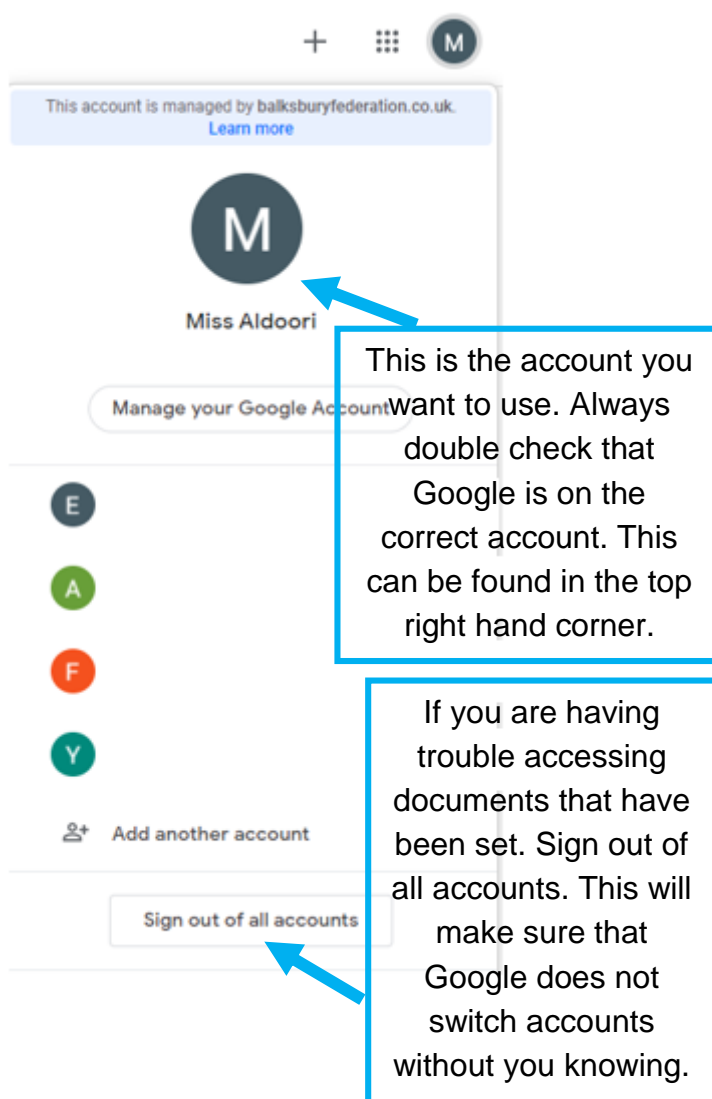 M
This account is managed by balksburyfederation.co.uk.
Learn more
M
Miss Aldoori
Manage your Google Account
This is the account you
want to use. Always
double check that
Google is on the
correct account. This
can be found in the top
right hand corner.
E
A
F
Y
Add another account
Sign out of all accounts
If you are having
trouble accessing
documents that have
been set. Sign out of
all accounts. This will
make sure that
Google does not
switch accounts
without you knowing.